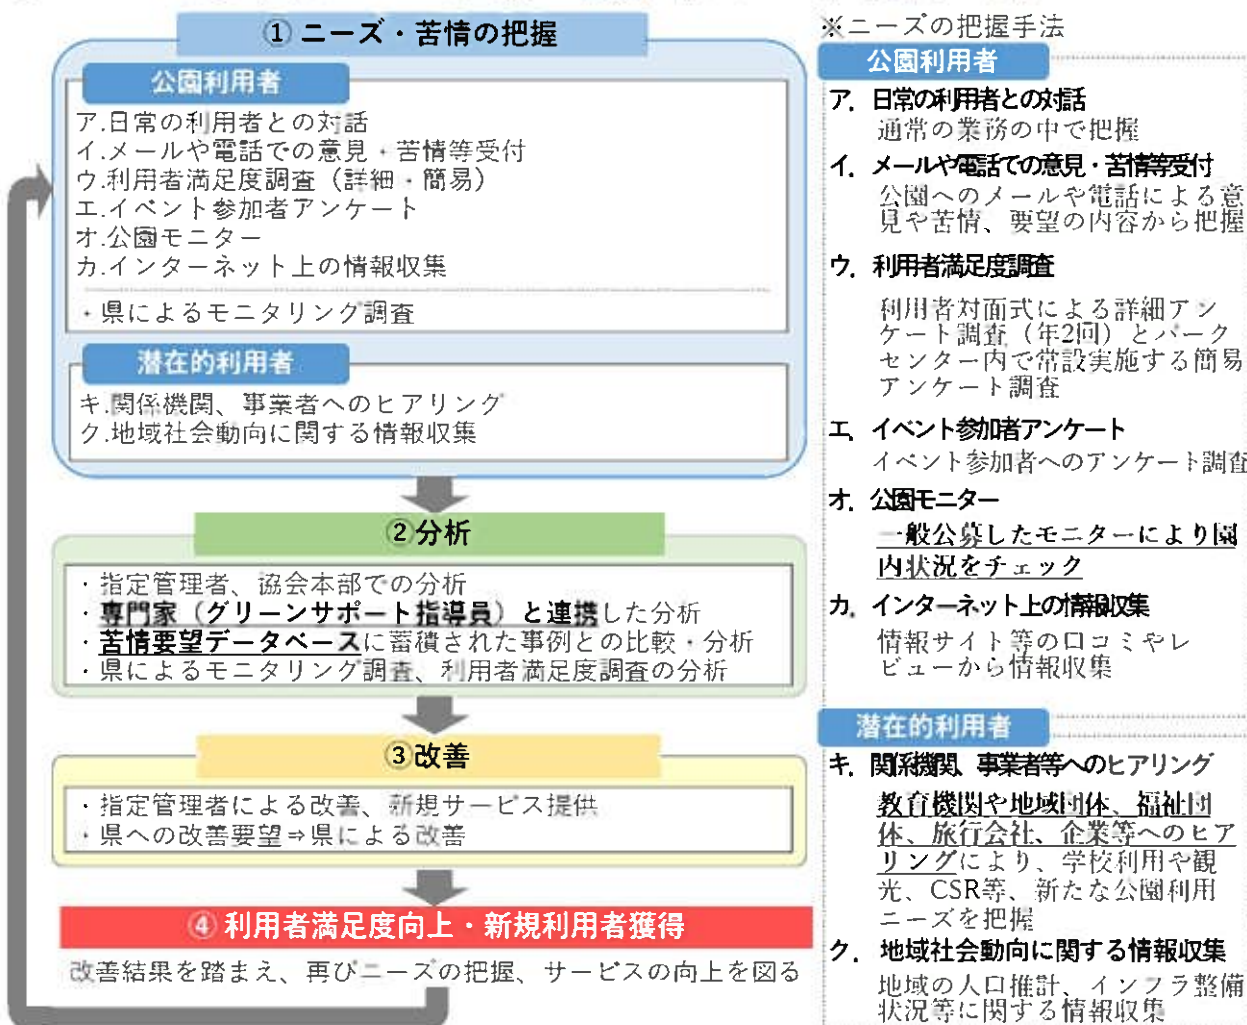 ① ニーズ・苦情の把握
公園利用者
ア.日常の利用者との対話
イ.メールや電話での意見・苦情等受付
ウ.利用者満足度調査（詳細・簡易）
エ.イベント参加者アンケート
オ.公園モニター
カ.インターネット上の情報収集
・県によるモニタリング調査
潜在的利用者
キ.関係機関、事業者へのヒアリング
ク.地域社会動向に関する情報収集
②分析
・指定管理者、協会本部での分析
・専門家（グリーンサポート指導員）と連携した分析
・苦情要望データベースに蓄積された事例との比較・分析
・県によるモニタリング調査、利用者満足度調査の分析
③改善
・指定管理者による改善、新規サービス提供
・県への改善要望⇒県による改善
④ 利用者満足度向上・新規利用者獲得
改善結果を踏まえ、再びニーズの把握、サービスの向上を図る
※ニーズの把握手法
公園利用者
ア. 日常の利用者との対話
通常の業務の中で把握
イ. メールや電話での意見・苦情等受付
公園へのメールや電話による意
見や苦情、要望の内容から把握
ウ. 利用者満足度調査
利用者対面式による詳細アン
ケート調査（年2回）とパーク
センター内で常設実施する簡易
アンケート調査
エ. イベント参加者アンケート
イベント参加者へのアンケート調査
オ. 公園モニター
一般公募したモニターにより園
内状況をチェック
カ. インターネット上の情報収集
情報サイト等の口コミやレ
ビューから情報収集
潜在的利用者
キ. 関係機関、事業者等へのヒアリング
教育機関や地域団体、福祉団
体、旅行会社、企業等へのヒア
リングにより、学校利用や観
光、CSR等、新たな公園利用
ニーズを把握
ク. 地域社会動向に関する情報収集
地域の人口推計、インフラ整備
状況等に関する情報収集